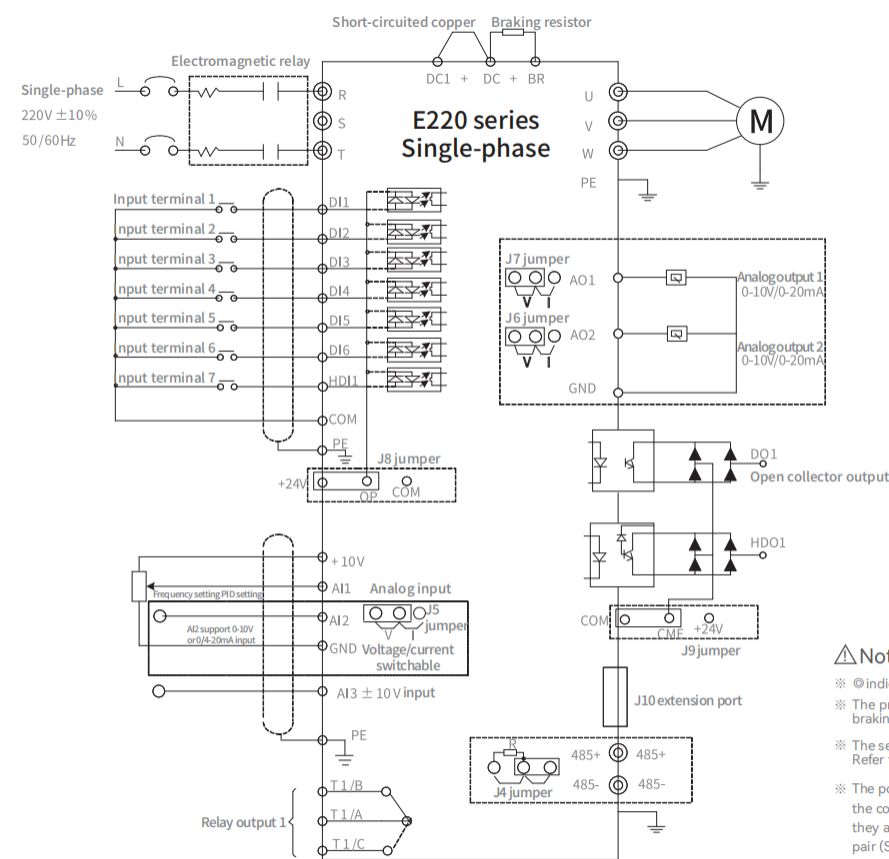 Short-circuited copper Braking resistor
DC1 + DC + BR
Electromagnetic relay
Single-phase
220V ±10%
50/60Hz
L
N
R
S
T
E220 series
Single-phase
U
V
W
PE
M
Input terminal 1
nput terminal 2
nput terminal 3
nput terminal 4
nput terminal 5
nput terminal 6
nput terminal 7
DI1
DI2
DI3
DI4
DI5
DI6
HDI1
COM
PE
J8 jumper
+24V
OP
COM
J7 jumper
V I
AO1
Analog output 1
0-10V/0-20mA
J6 jumper
V I
AO2
Analog output 2
0-10V/0-20mA
GND
DO1
Open collector output
HDO1
COM
CME
+24V
J9 jumper
+10V
AI1
Frequency setting PID setting
Analog input
AI2
AI2 support 0-10V
or0/4-20mA input
J5
jumper
V I
GND
Voltage/current
switchable
AI3 ± 10V input
PE
J10 extension port
R
J4 jumper
485+ 485+
485- 485-
Relay output 1
T1/B
T1/A
T1/C
⚠Not
※ ◎indi
※ The pr
brakin
※ The se
Refer
※ The po
the co
they a
pair (S